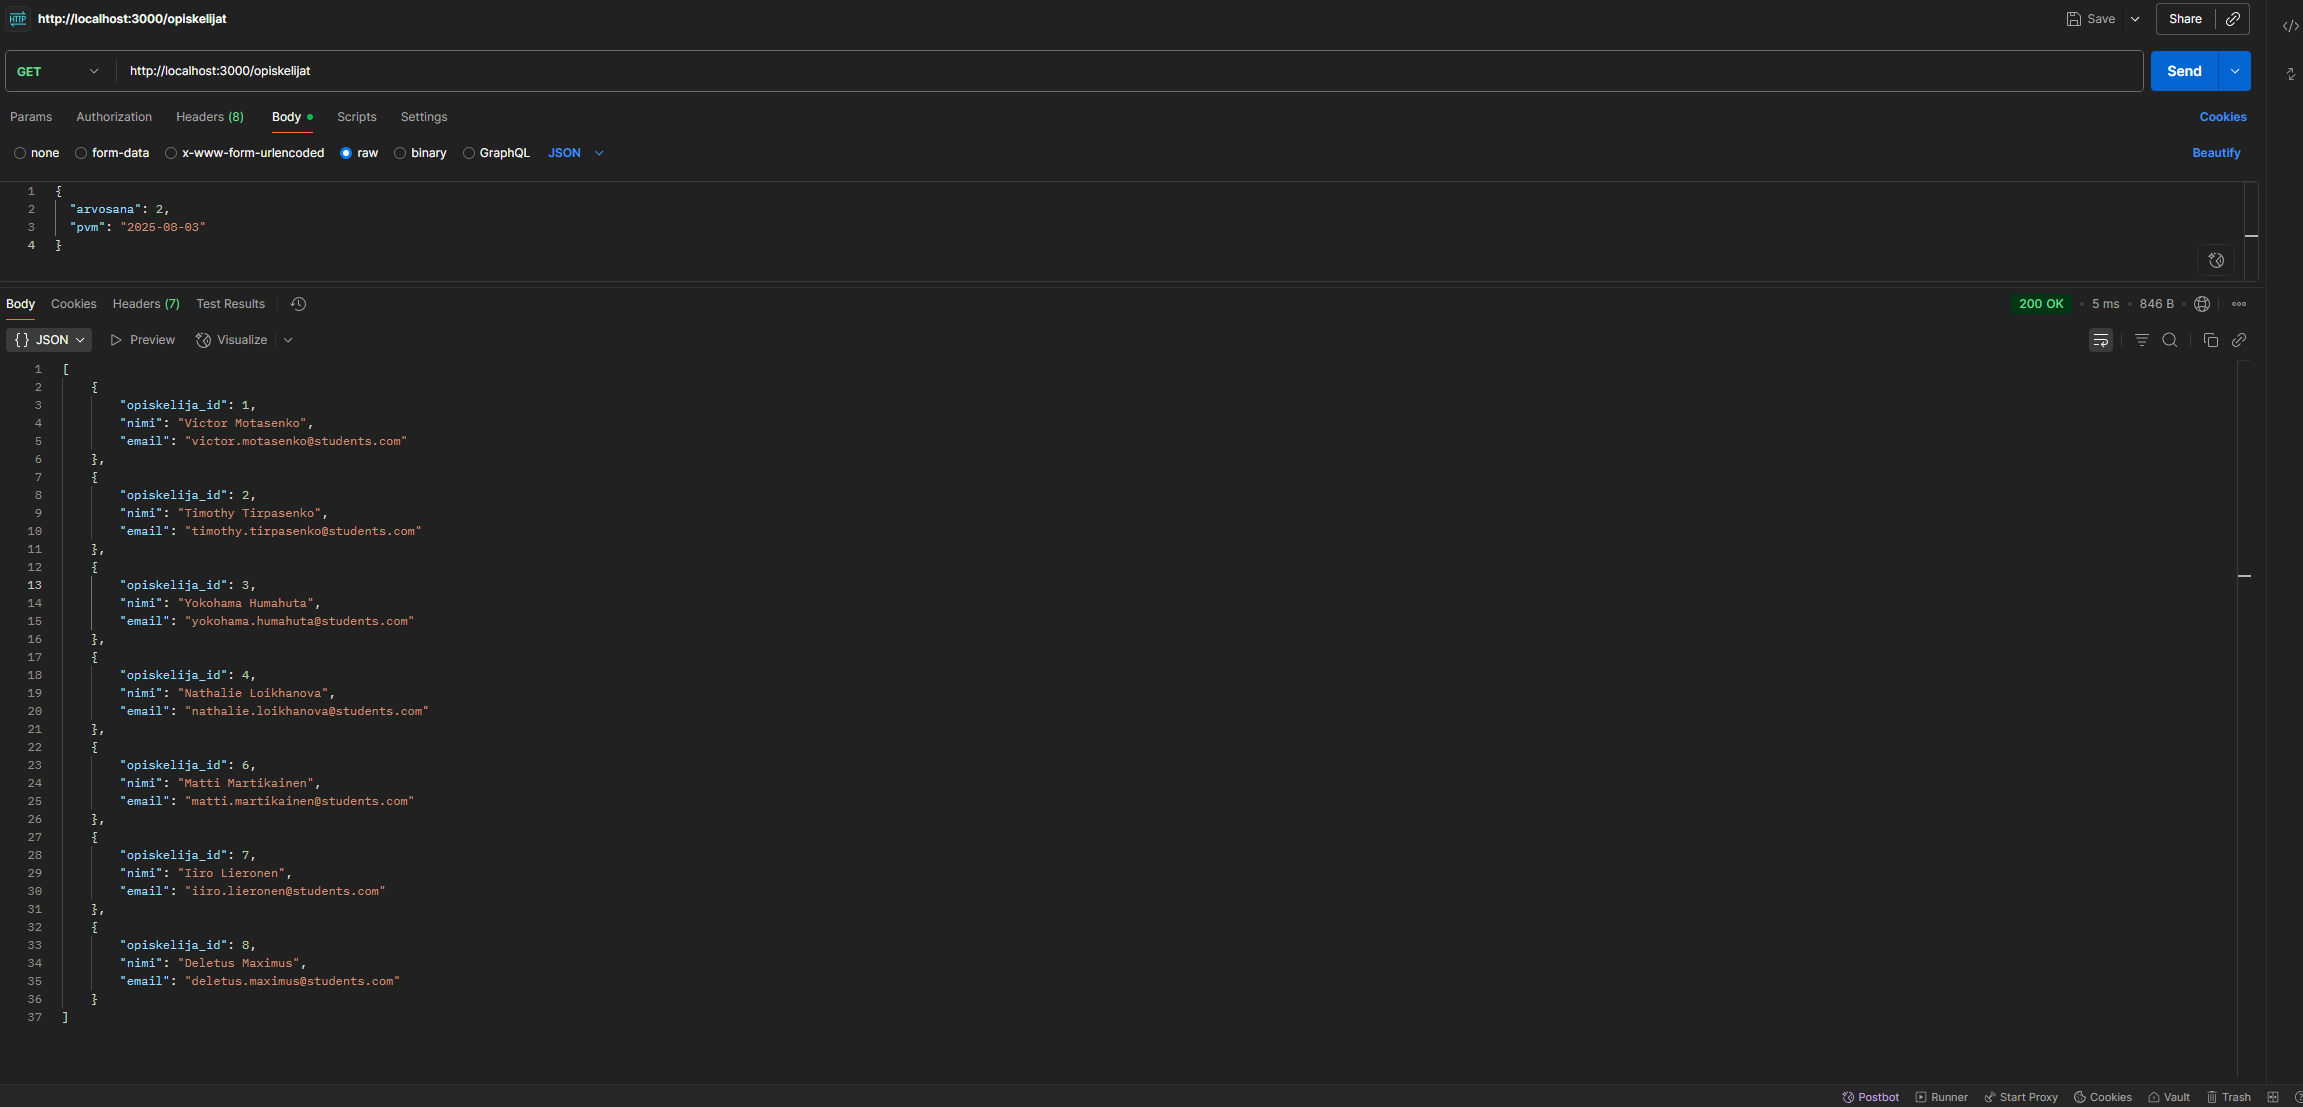 HTTP http://localhost:3000/opiskelijat Save Share
GET http://localhost:3000/opiskelijat Send
Params Authorization Headers (8) Body Scripts Settings Cookies
none form-data x-www-form-urlencoded raw binary GraphQL JSON Beautify
1 {
2 "arvosana": 2,
3 "pvm": "2025-08-03"
4 }
Body Cookies Headers (7) Test Results 200 OK 5 ms 846 B
{} JSON Preview Visualize
1 [
2 {
3 "opiskelija_id": 1,
4 "nimi": "Victor Motasenko",
5 "email": "victor.motasenko@students.com"
6 },
7 {
8 "opiskelija_id": 2,
9 "nimi": "Timothy Tirpasenko",
10 "email": "timothy.tirpasenko@students.com"
11 },
12 {
13 "opiskelija_id": 3,
14 "nimi": "Yokohama Humahuta",
15 "email": "yokohama.humahuta@students.com"
16 },
17 {
18 "opiskelija_id": 4,
19 "nimi": "Nathalie Loikhanova",
20 "email": "nathalie.loikhanova@students.com"
21 },
22 {
23 "opiskelija_id": 6,
24 "nimi": "Matti Martikainen",
25 "email": "matti.martikainen@students.com"
26 },
27 {
28 "opiskelija_id": 7,
29 "nimi": "Iiro Lieronen",
30 "email": "iiro.lieronen@students.com"
31 },
32 {
33 "opiskelija_id": 8,
34 "nimi": "Deletus Maximus",
35 "email": "deletus.maximus@students.com"
36 }
37 ]
Postbot Runner Start Proxy Cookies Vault Trash